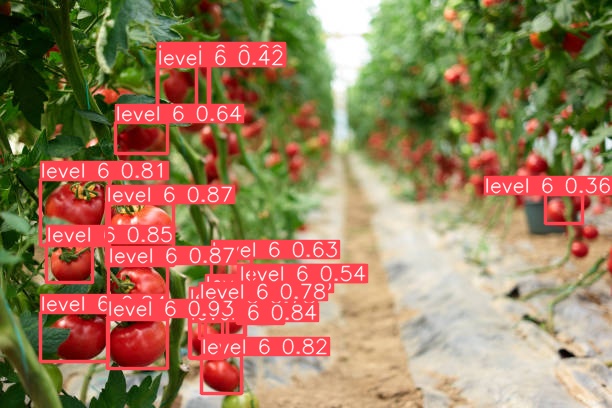 level 6 0.42
level 6 0.64
level 6 0.81
level 6 0.87
level 6 0.36
level 6 0.85
level 6 0.87
level 6 0.63
level 6 0.54
level 6 0.78
level 6
level 6 0.93
6 0.84
level 6 0.82